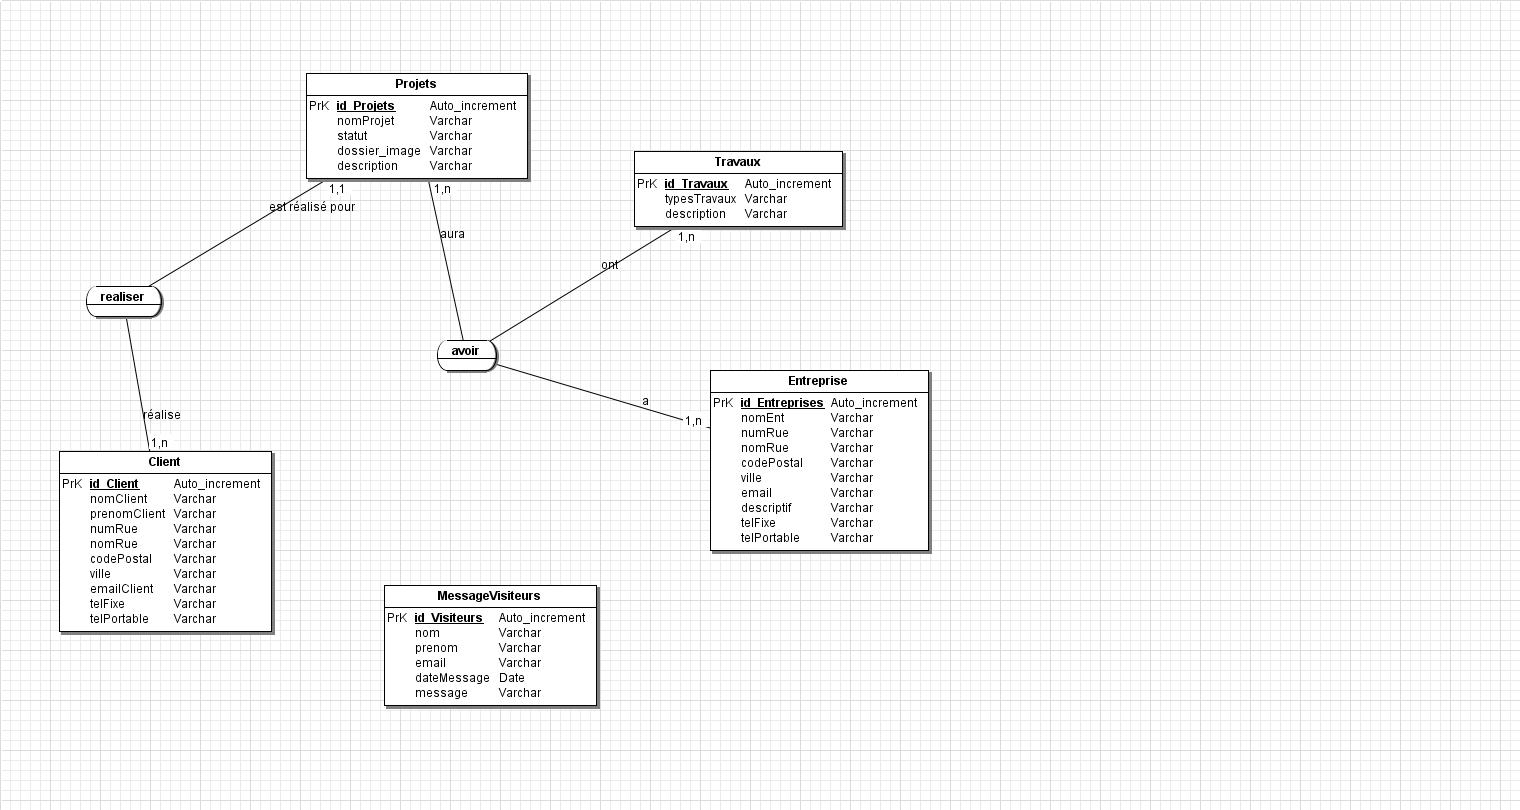 Projets
PrK id_Projets Auto_increment
nomProjet Varchar
statut Varchar
dossier_image Varchar
description Varchar
1,1
1,n
est réalisé pour
aura
Travaux
PrK id_Travaux Auto_increment
typesTravaux Varchar
description Varchar
1,n
ont
realiser
avoir
a
1,n
réalise
1,n
Entreprise
PrK id_Entreprises Auto_increment
nomEnt Varchar
numRue Varchar
nomRue Varchar
codePostal Varchar
ville Varchar
email Varchar
descriptif Varchar
telFixe Varchar
telPortable Varchar
Client
PrK id_Client Auto_increment
nomClient Varchar
prenomClient Varchar
numRue Varchar
nomRue Varchar
codePostal Varchar
ville Varchar
emailClient Varchar
telFixe Varchar
telPortable Varchar
MessageVisiteurs
PrK id_Visiteurs Auto_increment
nom Varchar
prenom Varchar
email Varchar
dateMessage Date
message Varchar